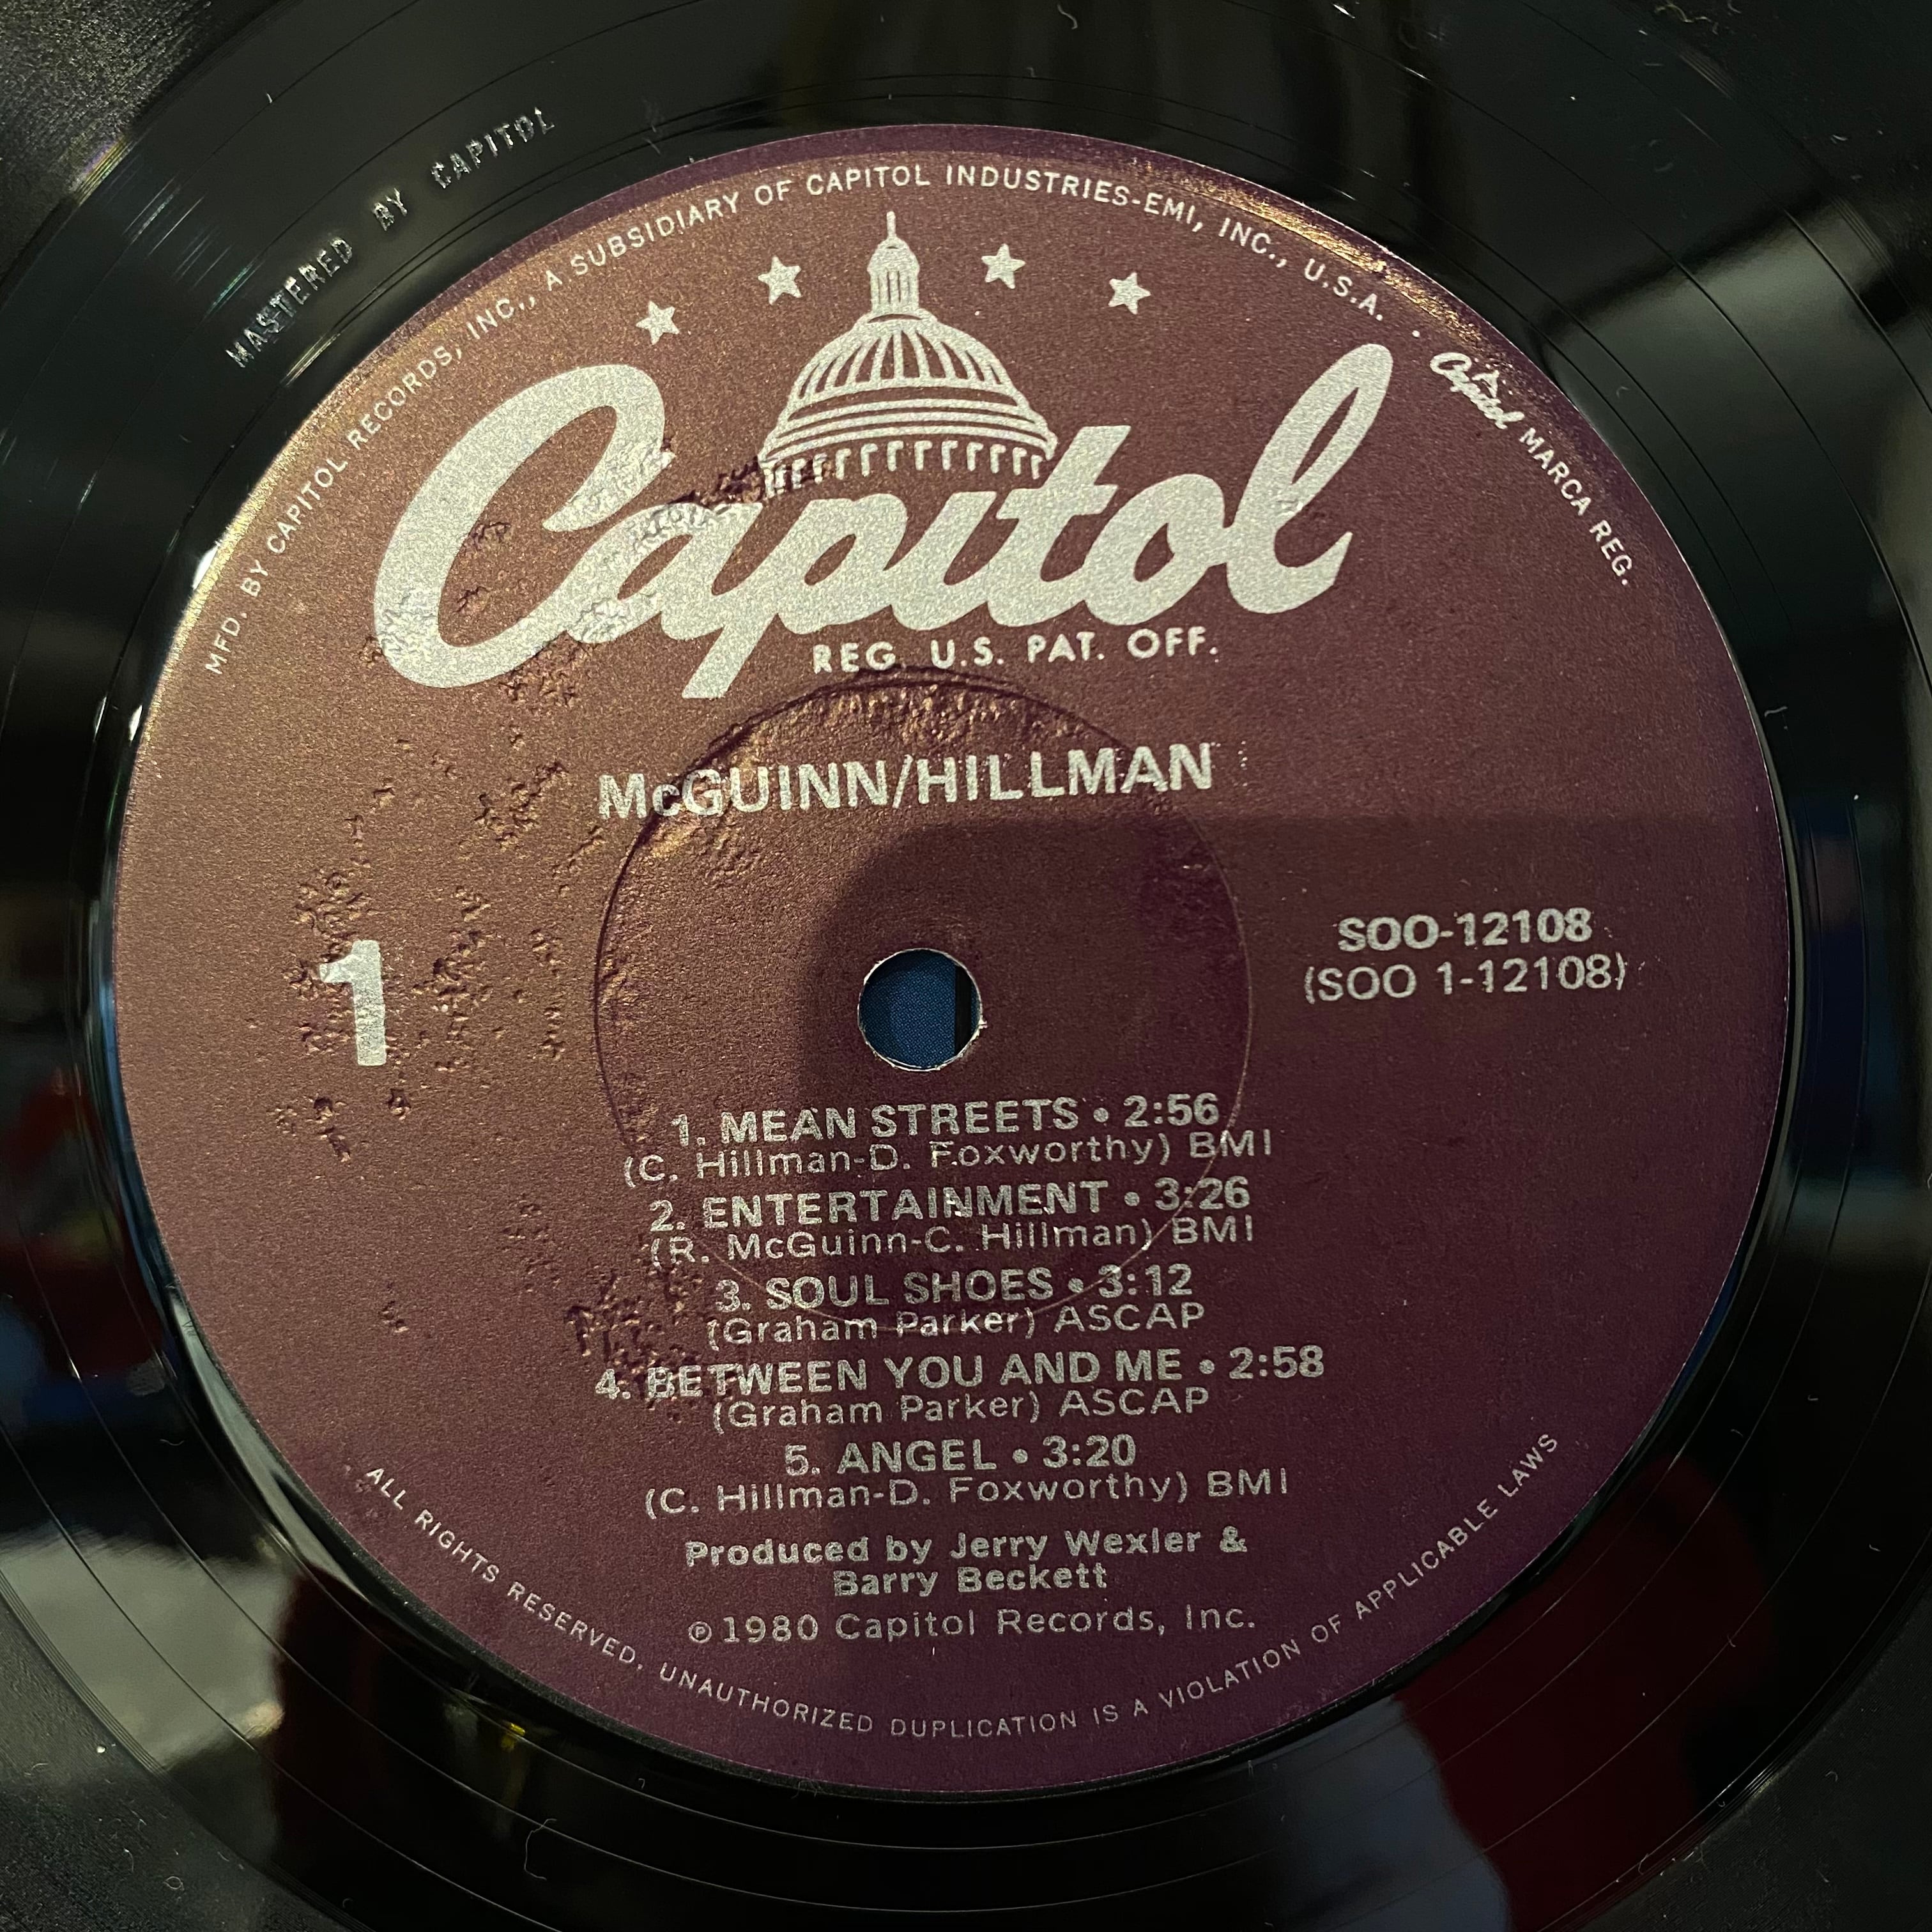 MASTERED BY CAPITOL
MFD. BY CAPITOL RECORDS, INC., A SUBSIDIARY OF CAPITOL INDUSTRIES-EMI, INC., U.S.A. · Capitol MARCA REG.
Capitol
REG. U.S. PAT. OFF.
McGUINN/HILLMAN
1
SOO-12108
(SOO 1-12108)
1. MEAN STREETS • 2:56
(C. Hillman-D. Foxworthy) BMI
2. ENTERTAINMENT • 3:26
(R. McGuinn-C. Hillman) BMI
3. SOUL SHOES • 3:12
(Graham Parker) ASCAP
4. BETWEEN YOU AND ME • 2:58
(Graham Parker) ASCAP
5. ANGEL • 3:20
(C. Hillman-D. Foxworthy) BMI
Produced by Jerry Wexler &
Barry Beckett
℗1980 Capitol Records, Inc.
. ALL RIGHTS RESERVED. UNAUTHORIZED DUPLICATION IS A VIOLATION OF APPLICABLE LAWS